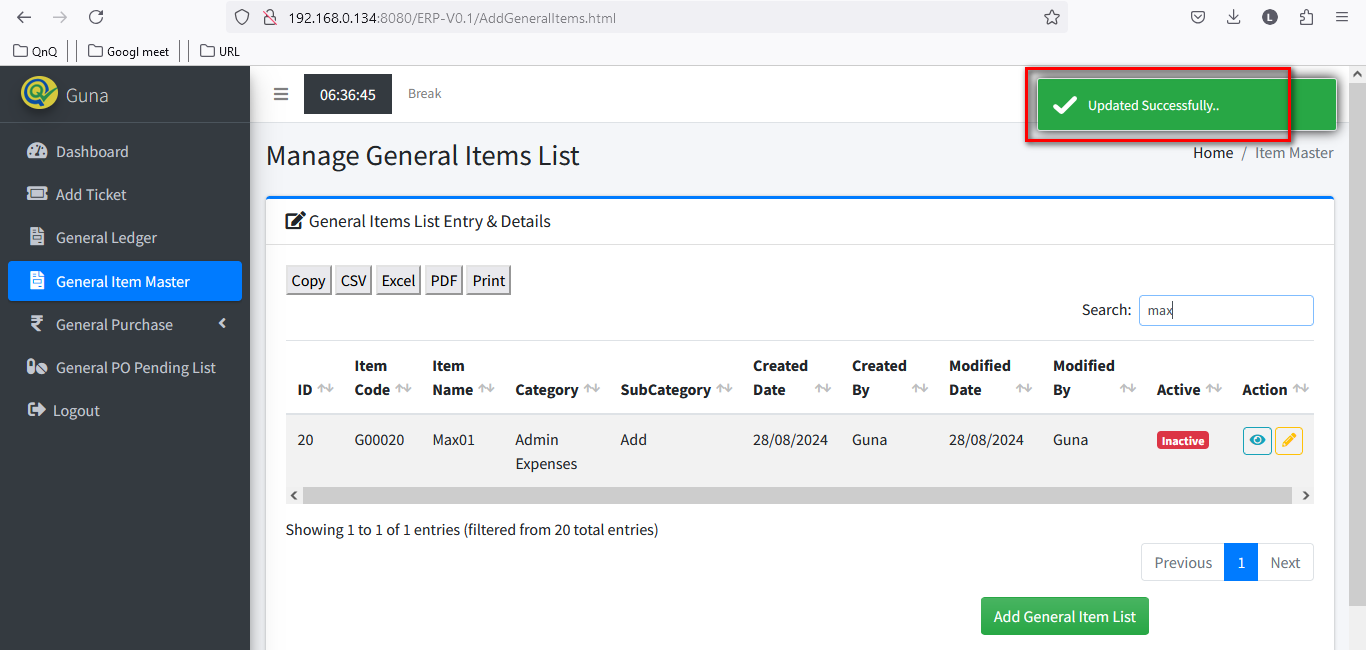 192.168.0.134:8080/ERP-V0.1/AddGeneralItems.html
L
QnQ Googl meet URL
Guna
Dashboard
Add Ticket
General Ledger
General Item Master
General Purchase
General PO Pending List
Logout
06:36:45 Break
Updated Successfully..
Manage General Items List
Home / Item Master
General Items List Entry & Details
Copy CSV Excel PDF Print
Search: max
ID Item Code Item Name Category SubCategory Created Date Created By Modified Date Modified By Active Action
20 G00020 Max01 Admin Expenses Add 28/08/2024 Guna 28/08/2024 Guna Inactive
Showing 1 to 1 of 1 entries (filtered from 20 total entries)
Previous 1 Next
Add General Item List